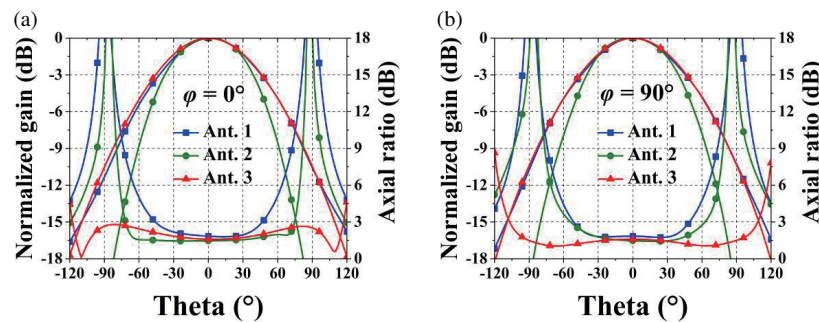 (a)
Normalized gain (dB)
0
-3
-6
-9
-12
-15
-18
φ = 0°
Ant. 1
Ant. 2
Ant. 3
18
15
12
9
6
3
0
Axial ratio (dB)
-120 -90 -60 -30 0 30 60 90 120
Theta (°)
(b)
Normalized gain (dB)
0
-3
-6
-9
-12
-15
-18
φ = 90°
Ant. 1
Ant. 2
Ant. 3
18
15
12
9
6
3
0
Axial ratio (dB)
-120 -90 -60 -30 0 30 60 90 120
Theta (°)